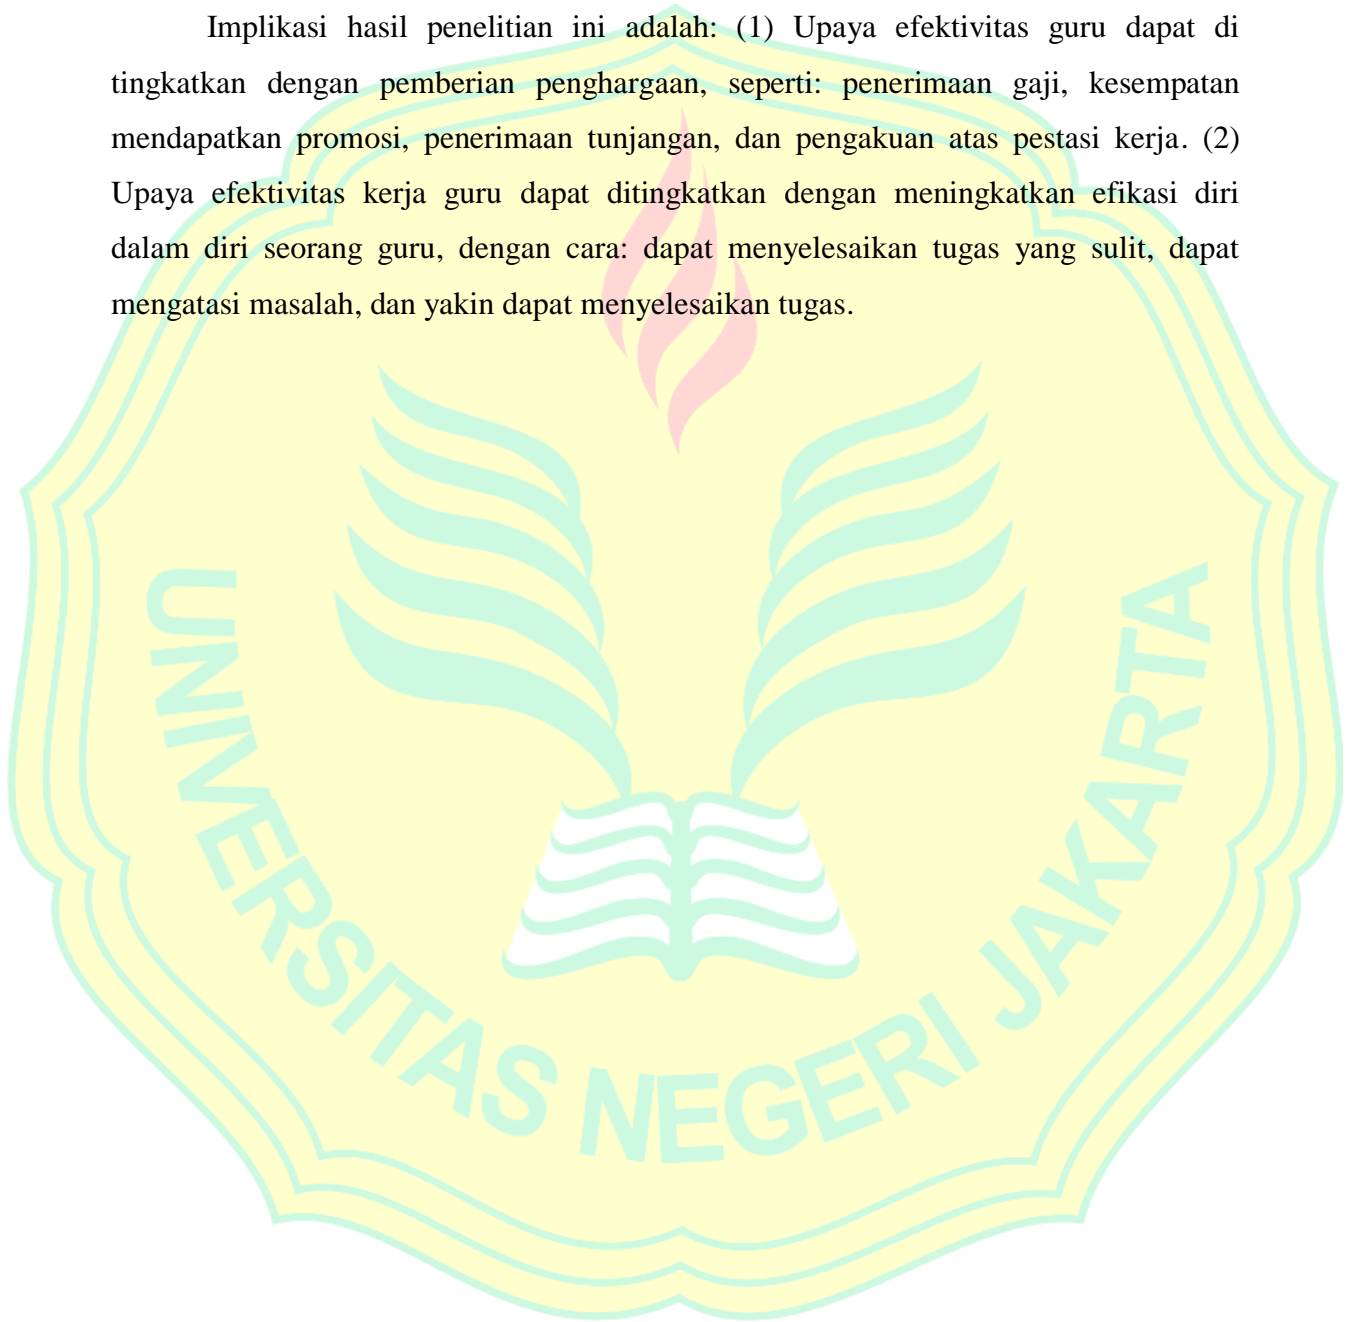 Implikasi hasil penelitian ini adalah: (1) Upaya efektivitas guru dapat di
tingkatkan dengan pemberian penghargaan, seperti: penerimaan gaji, kesempatan
mendapatkan promosi, penerimaan tunjangan, dan pengakuan atas pestasi kerja. (2)
Upaya efektivitas kerja guru dapat ditingkatkan dengan meningkatkan efikasi diri
dalam diri seorang guru, dengan cara: dapat menyelesaikan tugas yang sulit, dapat
mengatasi masalah, dan yakin dapat menyelesaikan tugas.
UNIVERSITAS NEGERI JAKARTA